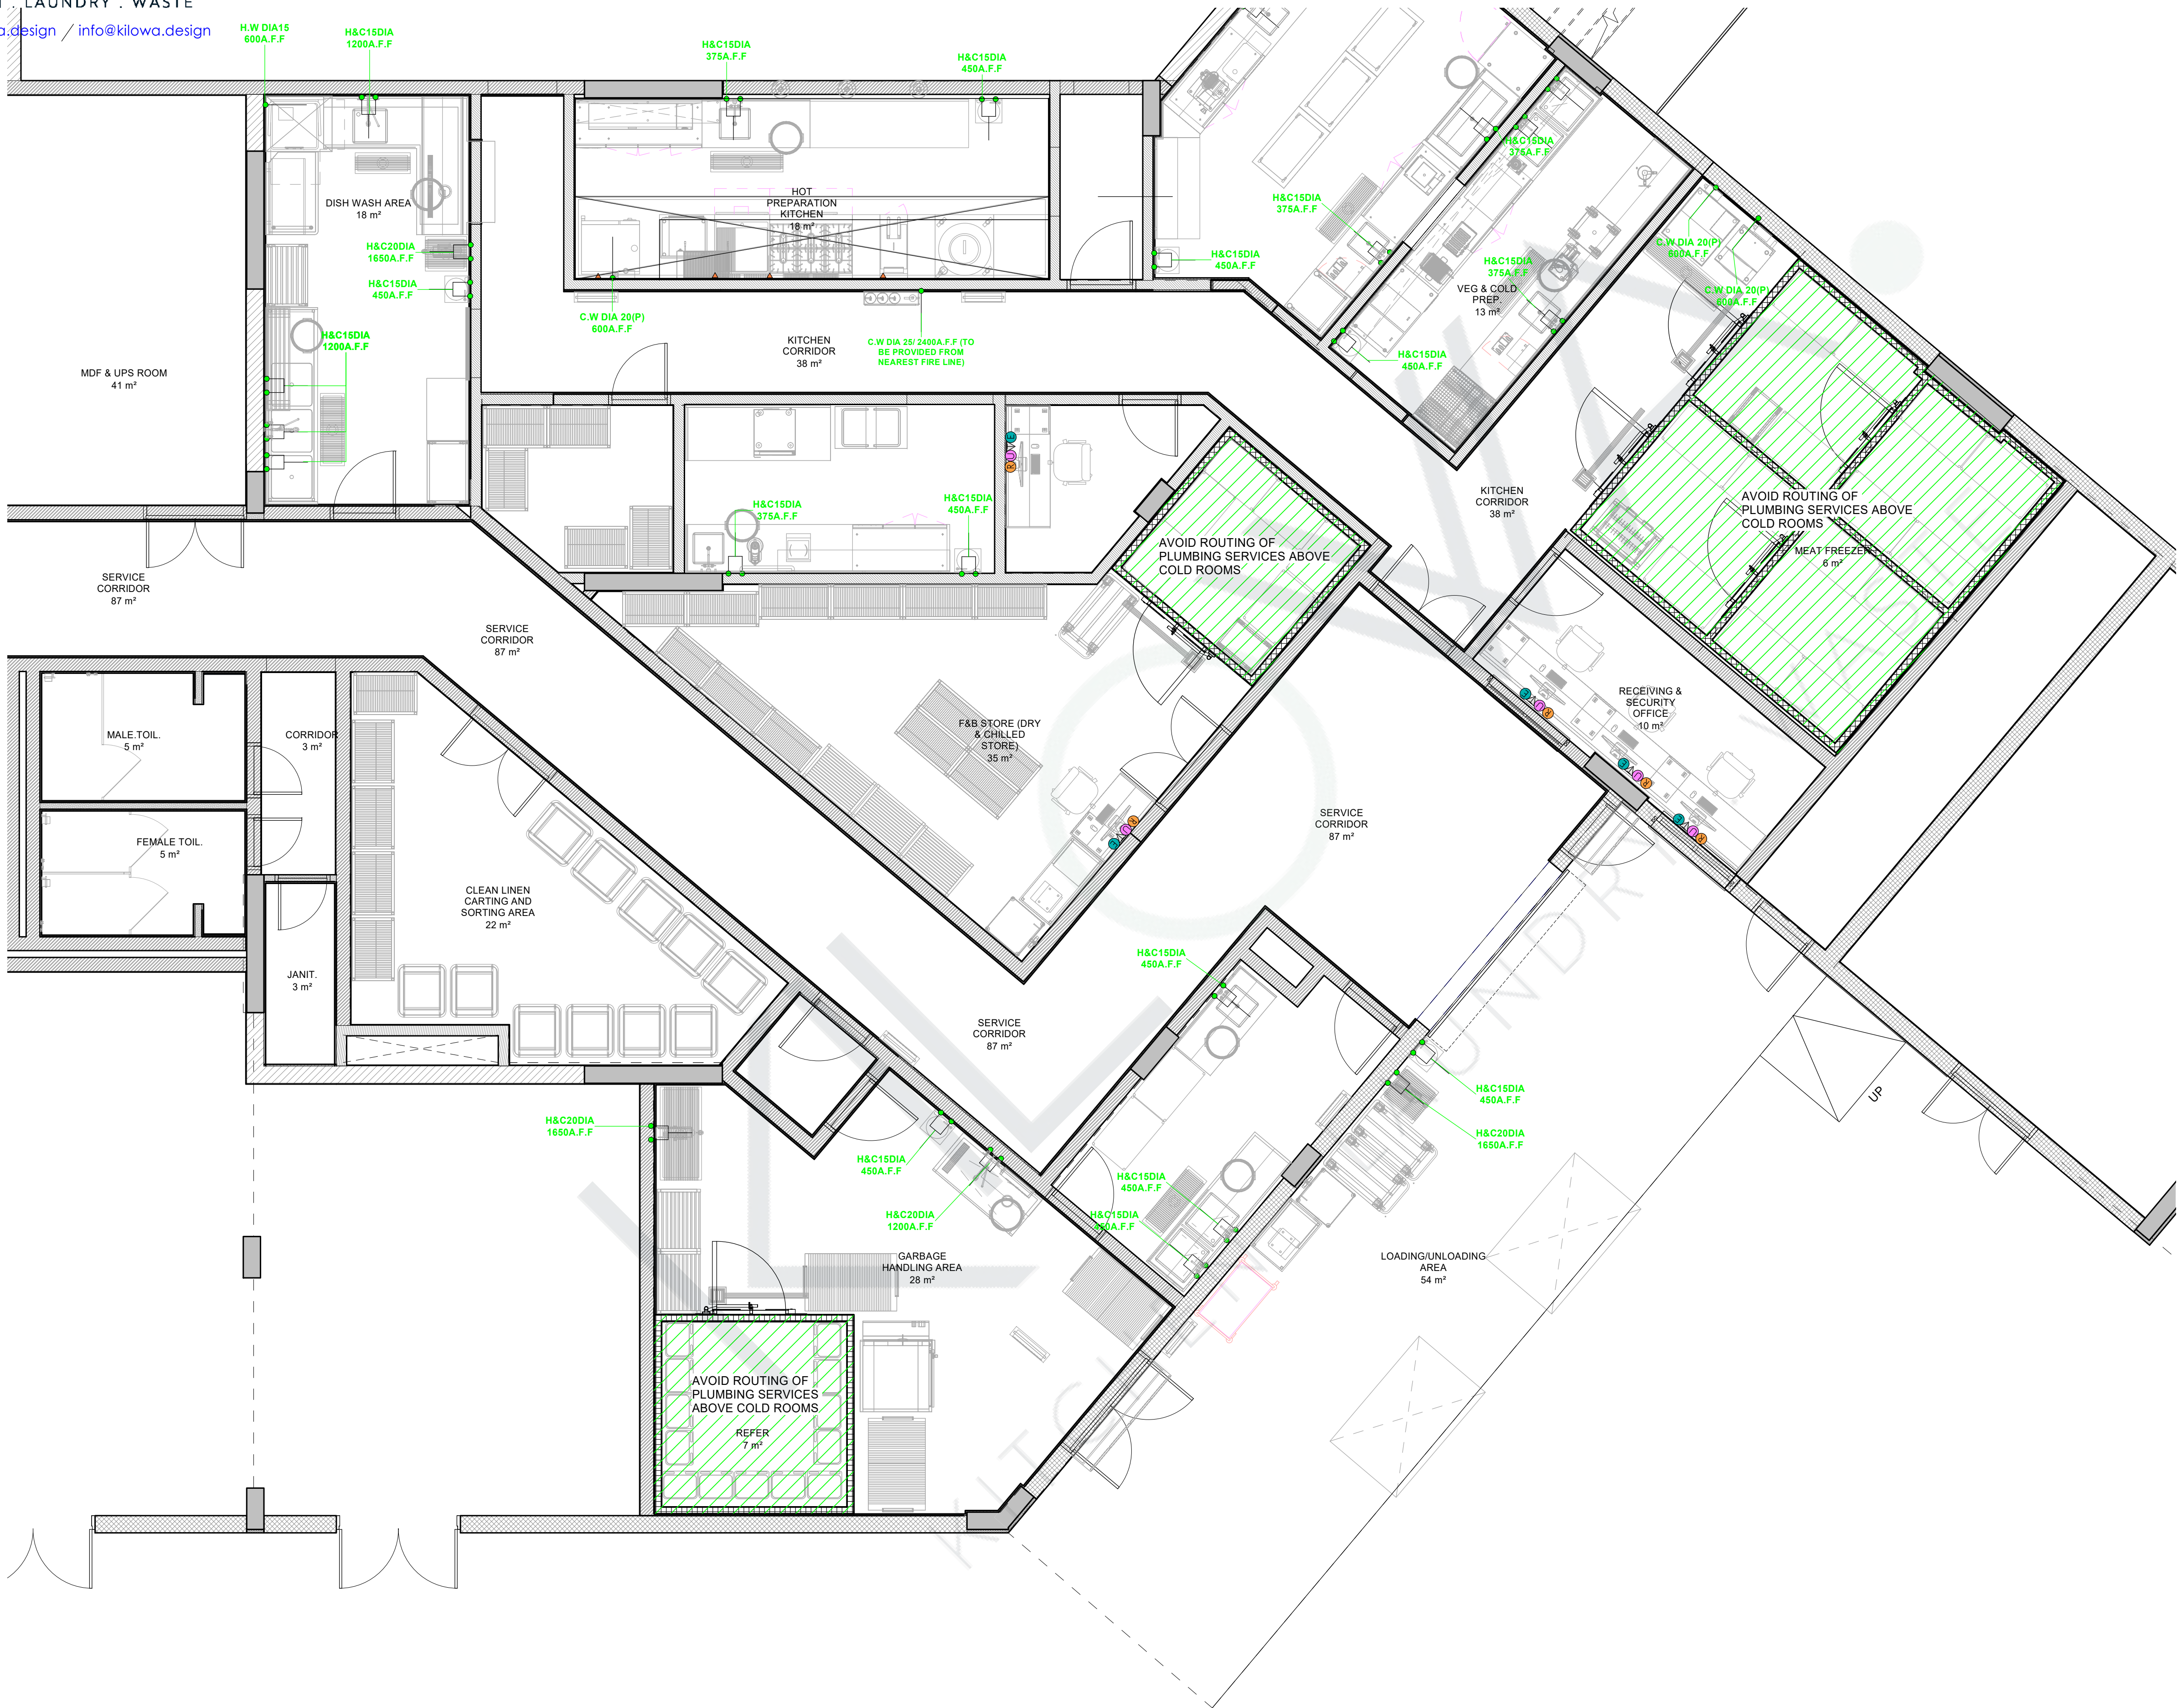 . LAUNDRY . WASTE
a.design / info@kilowa.design
H.W DIA15
600A.F.F
H&C15DIA
1200A.F.F
H&C15DIA
375A.F.F
H&C15DIA
450A.F.F
DISH WASH AREA
18 m²
HOT
PREPARATION
KITCHEN
18 m²
H&C15DIA
375A.F.F
H&C15DIA
375A.F.F
H&C20DIA
1650A.F.F
H&C15DIA
450A.F.F
H&C15DIA
450A.F.F
H&C15DIA
375A.F.F
VEG & COLD
PREP.
13 m²
C.W DIA 20(P)
600A.F.F
C.W DIA 20(P)
600A.F.F
H&C15DIA
1200A.F.F
C.W DIA 20(P)
600A.F.F
KITCHEN
CORRIDOR
38 m²
C.W DIA 25/ 2400A.F.F (TO
BE PROVIDED FROM
NEAREST FIRE LINE)
H&C15DIA
450A.F.F
MDF & UPS ROOM
41 m²
R U V E
H&C15DIA
375A.F.F
H&C15DIA
450A.F.F
KITCHEN
CORRIDOR
38 m²
AVOID ROUTING OF
PLUMBING SERVICES ABOVE
COLD ROOMS
MEAT FREEZER
6 m²
AVOID ROUTING OF
PLUMBING SERVICES ABOVE
COLD ROOMS
SERVICE
CORRIDOR
87 m²
SERVICE
CORRIDOR
87 m²
MALE.TOIL.
5 m²
CORRIDOR
3 m²
F&B STORE (DRY
& CHILLED
STORE)
35 m²
RECEIVING &
SECURITY
OFFICE
10 m²
R U V E
R U V E
R U V E
R U V E
FEMALE TOIL.
5 m²
SERVICE
CORRIDOR
87 m²
CLEAN LINEN
CARTING AND
SORTING AREA
22 m²
JANIT.
3 m²
H&C15DIA
450A.F.F
SERVICE
CORRIDOR
87 m²
H&C15DIA
450A.F.F
UP
H&C20DIA
1650A.F.F
H&C20DIA
1650A.F.F
H&C15DIA
450A.F.F
H&C15DIA
450A.F.F
H&C20DIA
1200A.F.F
H&C15DIA
450A.F.F
GARBAGE
HANDLING AREA
28 m²
LOADING/UNLOADING
AREA
54 m²
AVOID ROUTING OF
PLUMBING SERVICES
ABOVE COLD ROOMS
REFER
7 m²